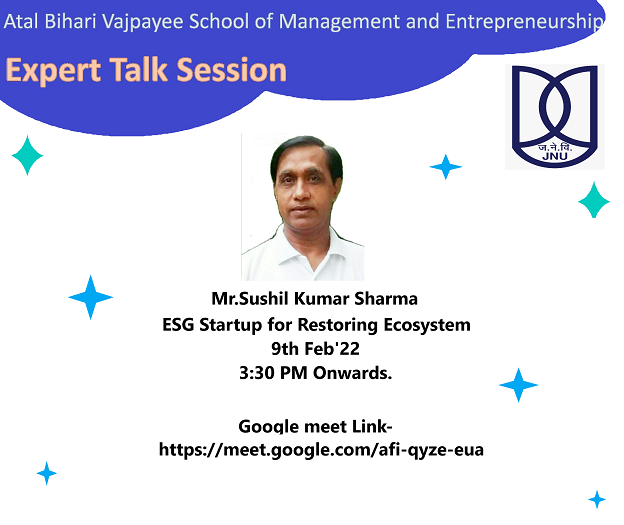 Atal Bihari Vajpayee School of Management and Entrepreneurship
Expert Talk Session
ज.ने.वि.
JNU
Mr.Sushil Kumar Sharma
ESG Startup for Restoring Ecosystem
9th Feb'22
3:30 PM Onwards.
Google meet Link-
https://meet.google.com/afi-qyze-eua